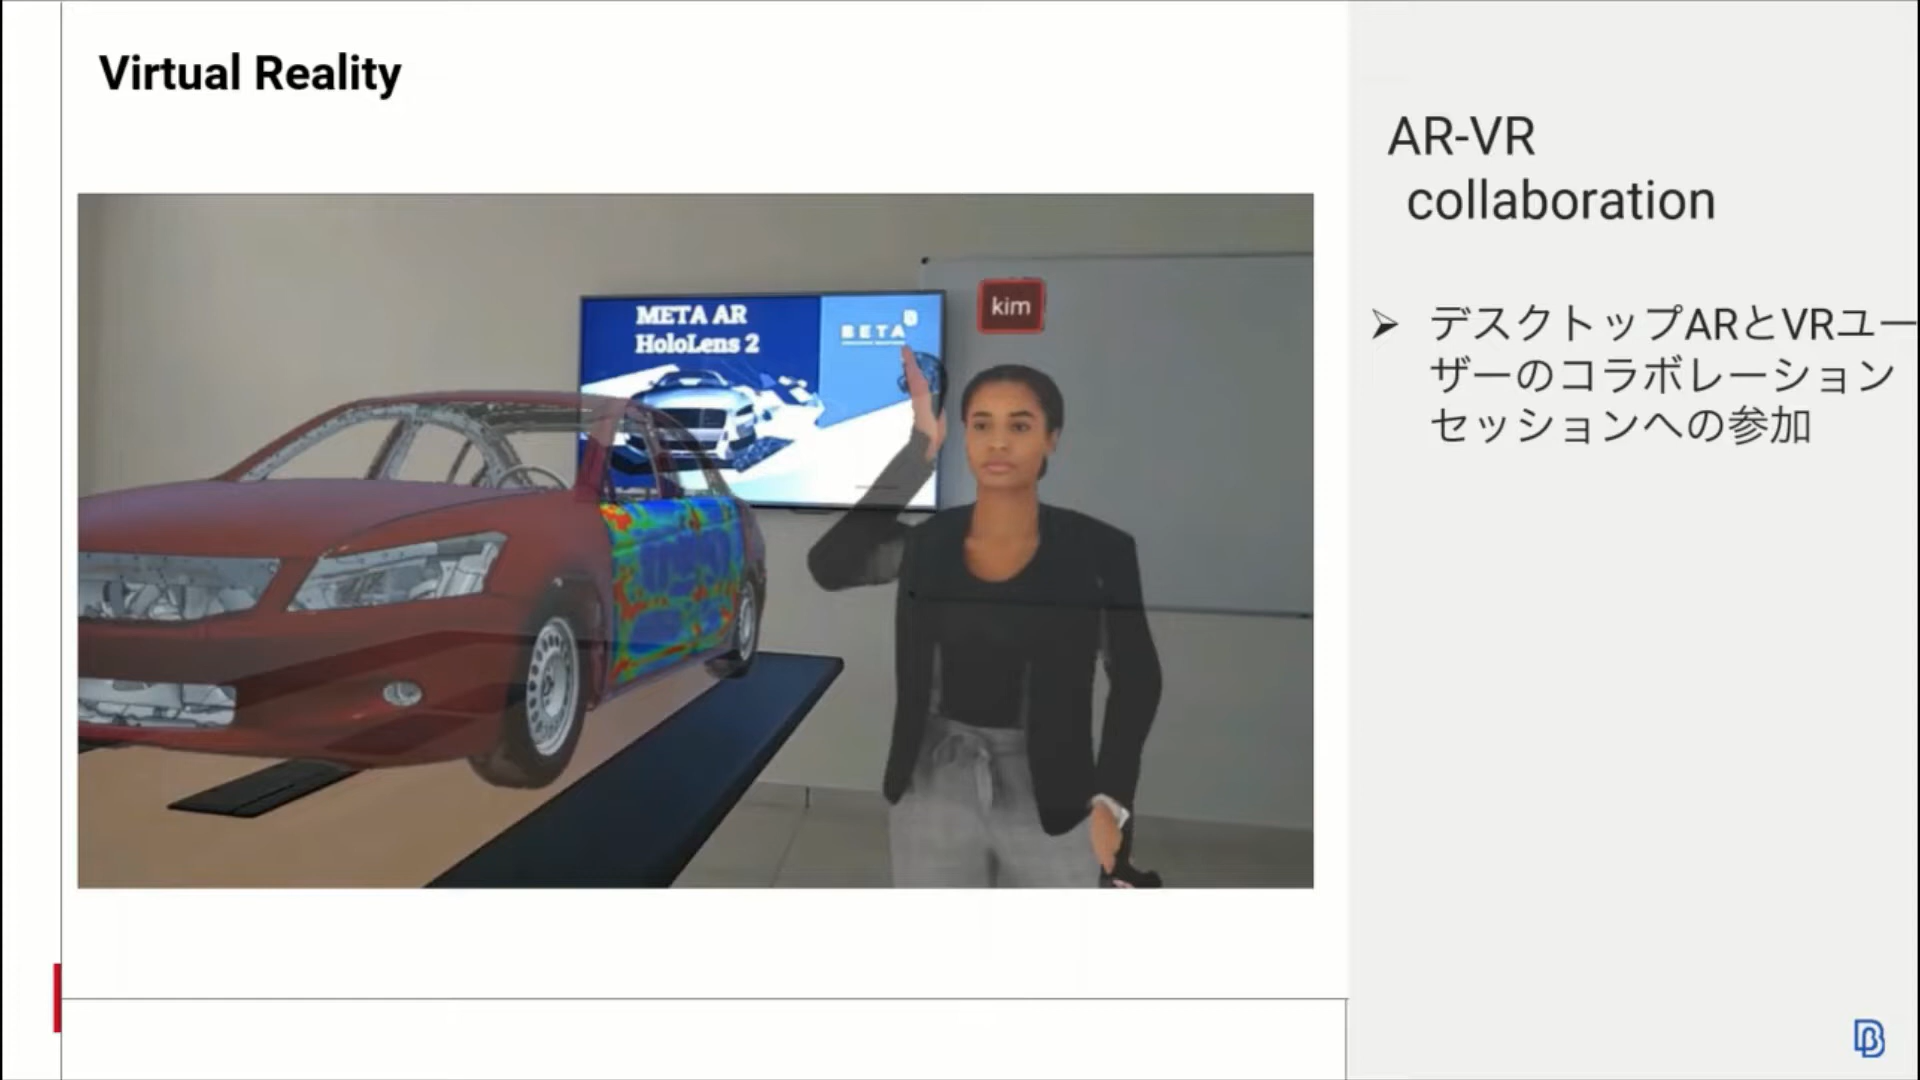 Virtual Reality
AR-VR
collaboration
➢ デスクトップARとVRユー
ザーのコラボレーション
セッションへの参加
META AR
HoloLens 2
BETA
kim